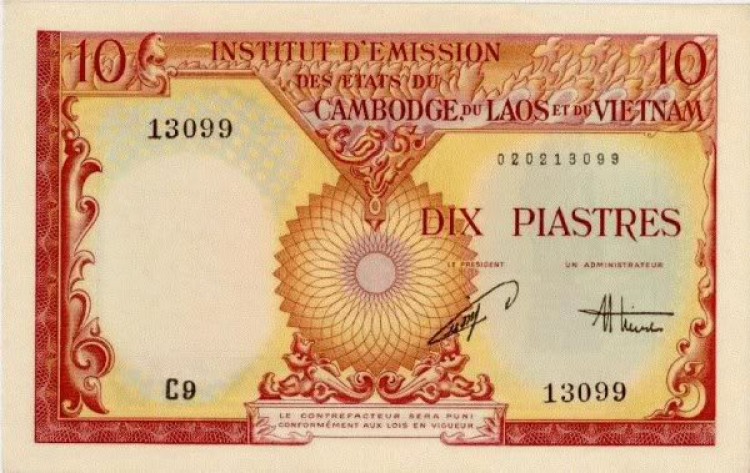 10 INSTITUT D'EMISSION 10
DES ETATS DU
CAMBODGE, DU LAOS ET DU VIETNAM
13099
020213099
DIX PIASTRES
LE PRESIDENT UN ADMINISTRATEUR
C9
13099
LE CONTREFACTEUR SERA PUNI
CONFORMÉMENT AUX LOIS EN VIGUEUR